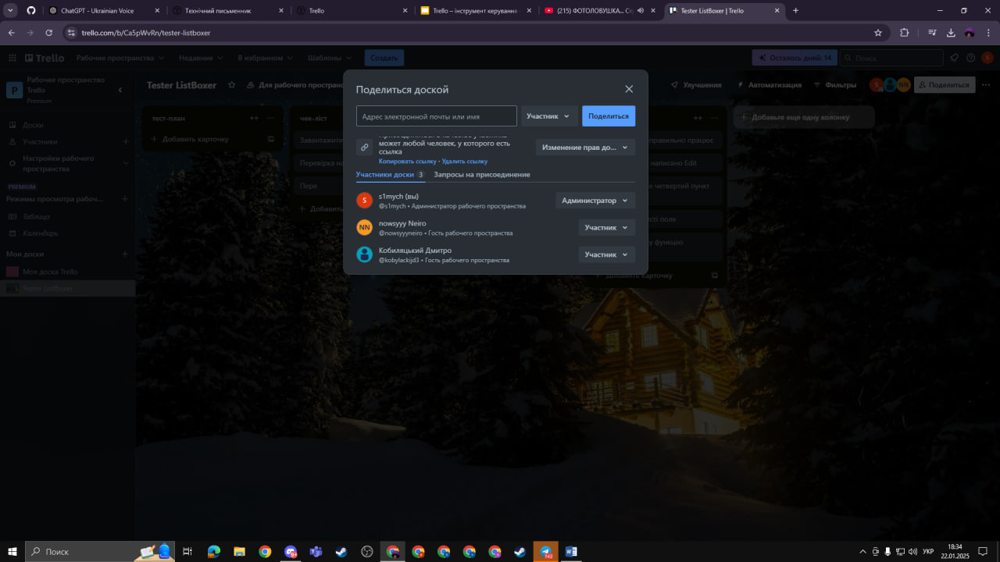 ChatGPT - Ukrainian Voice
Технічний письменник
Trello
Trello – інструмент керування
(215) ФОТОЛОВУШКА... Ст
Tester ListBoxer | Trello
trello.com/b/Ca5pWvRn/tester-listboxer
Trello
Рабочие пространства
Недавние
В избранном
Шаблоны
Создать
Осталось дней: 14
Поиск
S
P
Рабочее пространство
Trello
Premium
Tester ListBoxer
Для рабочего простран
Улучшения
Автоматизация
Фильтры
S
NN
Поделиться
Доски
Участники
Настройки рабочего
пространства
PREMIUM
Режимы просмотра рабоч...
Таблица
Календарь
Мои доски
Моя доска Trello
Tester ListBoxer
тест-план
Добавить карточку
чек-ліст
Завантажити
Перевірка на
Пере
Добавить
Поделиться доской
Адрес электронной почты или имя
Участник
Поделиться
может любой человек, у которого есть
ссылка
Копировать ссылку • Удалить ссылку
Изменение прав до...
Участники доски 3
Запросы на присоединение
S
s1mych (вы)
@s1mych • Администратор рабочего пространства
Администратор
NN
nowsyyy Neiro
@nowsyyyneiro • Гость рабочего пространства
Участник
Кобиляцький Дмитро
@kobylackijd3 • Гость рабочего пространства
Участник
равильно працює
написано Edit
е четвертий пункт
усті поля
у функцію
Добавить карточку
Добавьте еще одну колонку
Поиск
743
УКР
18:34
22.01.2025